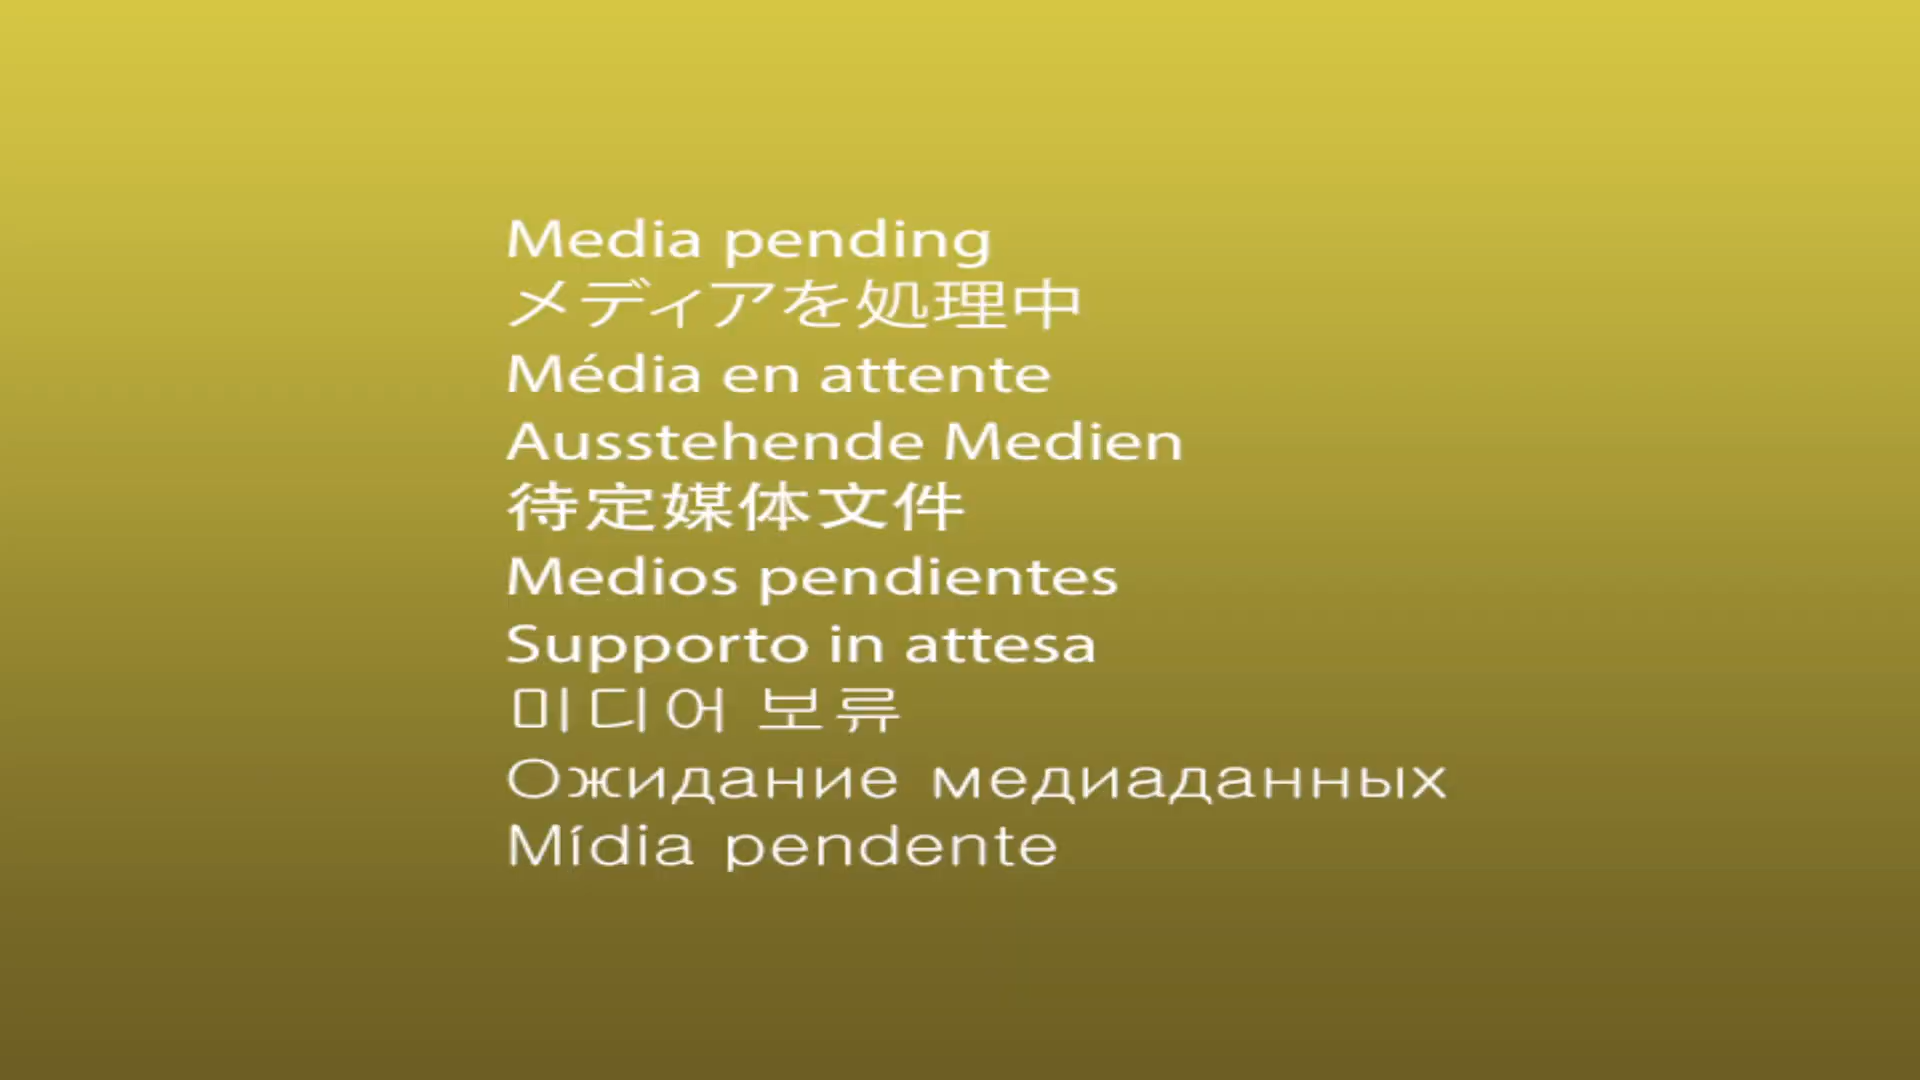 Media pending
メディアを処理中
Média en attente
Ausstehende Medien
待定媒体文件
Medios pendientes
Supporto in attesa
미디어 보류
Ожидание медиаданных
Mídia pendente